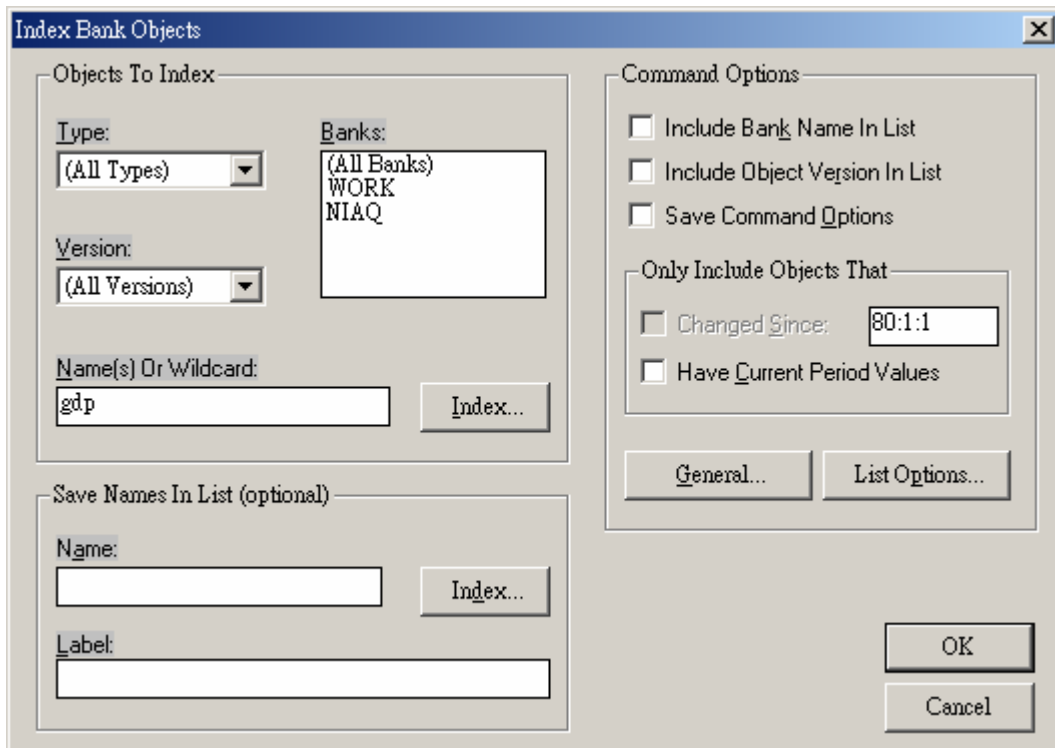 Index Bank Objects
Objects To Index
Type:
(All Types)
Banks:
(All Banks)
WORK
NIAQ
Version:
(All Versions)
Name(s) Or Wildcard:
gdp
Index...
Save Names In List (optional)
Name:
Index...
Label:
Command Options
Include Bank Name In List
Include Object Version In List
Save Command Options
Only Include Objects That
Changed Since:
80:1:1
Have Current Period Values
General...
List Options...
OK
Cancel